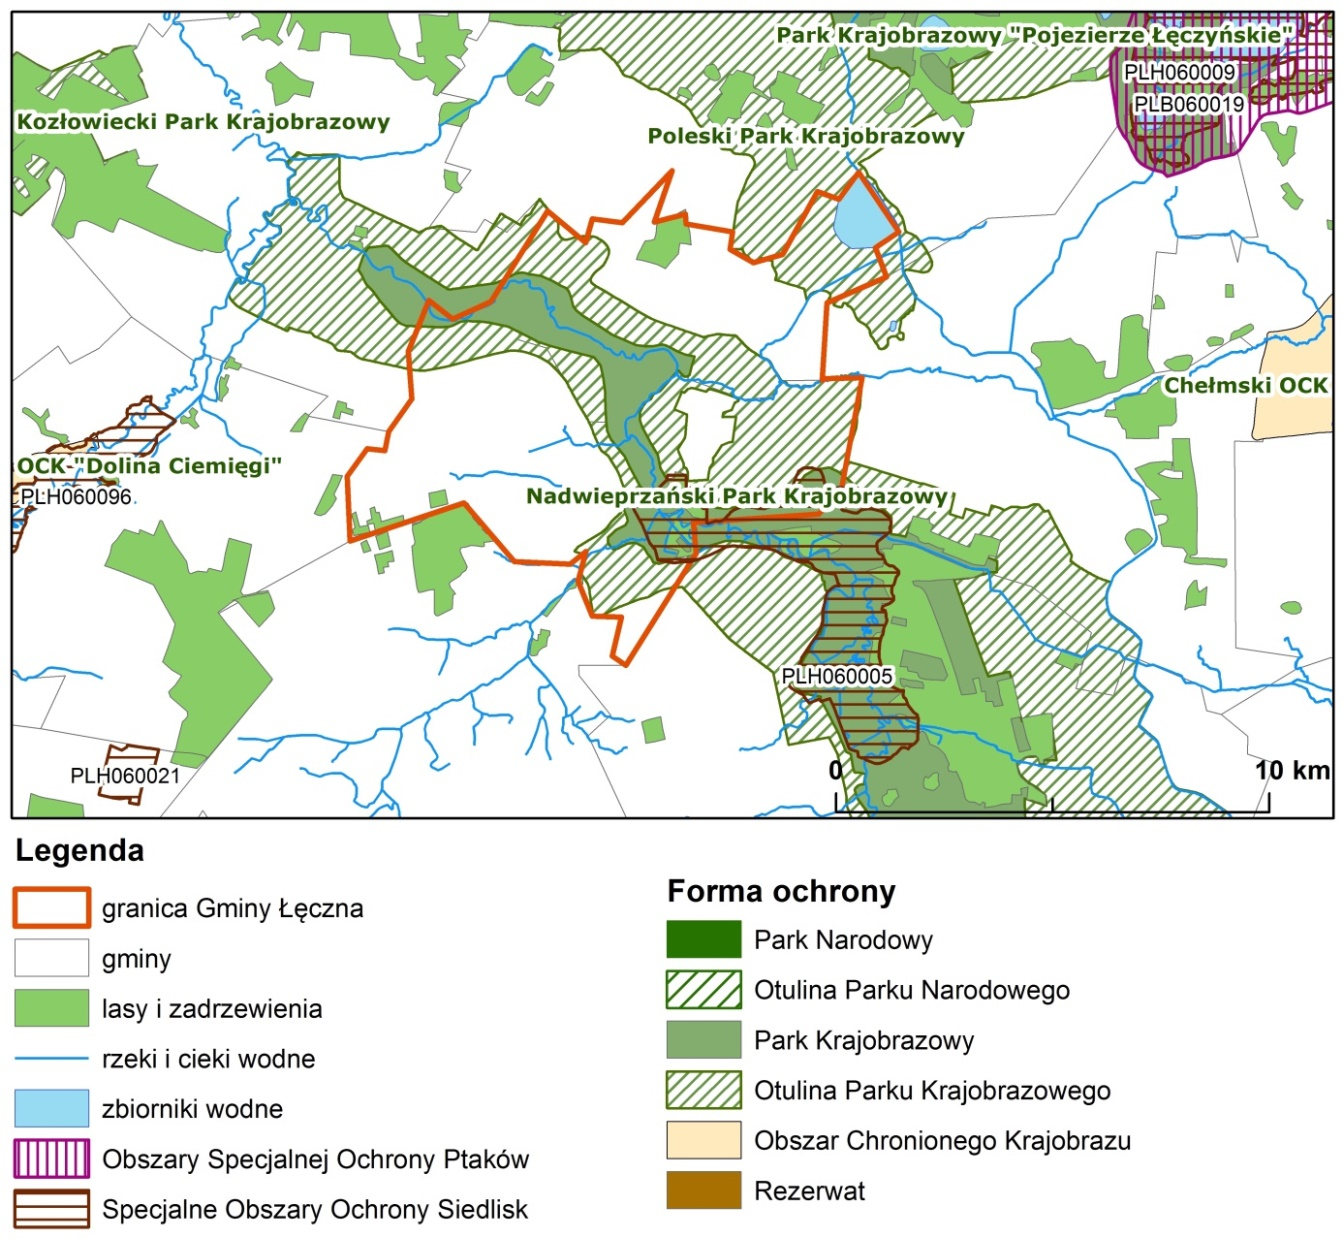 Park Krajobrazowy "Pojezierze Łęczyńskie"
PLH060009
PLB060019
Kozłowiecki Park Krajobrazowy
Poleski Park Krajobrazowy
Chełmski OCK
OCK-"Dolina Ciemięgi"
PLH060096
Nadwieprzański Park Krajobrazowy
PLH060005
PLH060021
0 10 km
Legenda
granica Gminy Łęczna
gminy
lasy i zadrzewienia
rzeki i cieki wodne
zbiorniki wodne
Obszary Specjalnej Ochrony Ptaków
Specjalne Obszary Ochrony Siedlisk
Forma ochrony
Park Narodowy
Otulina Parku Narodowego
Park Krajobrazowy
Otulina Parku Krajobrazowego
Obszar Chronionego Krajobrazu
Rezerwat